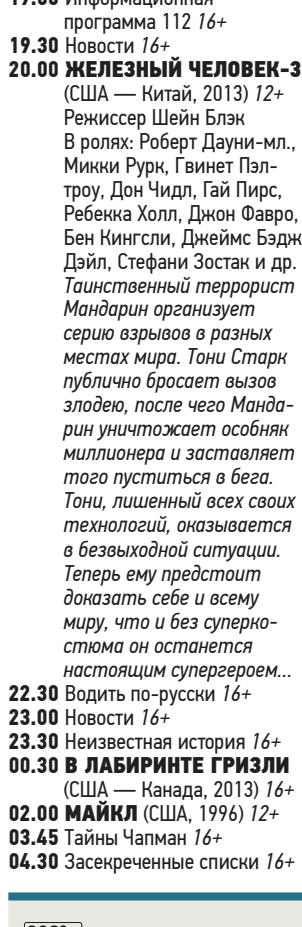 19.00 Информационная
программа 112 16+
19.30 Новости 16+
20.00 ЖЕЛЕЗНЫЙ ЧЕЛОВЕК-3
(США — Китай, 2013) 12+
Режиссер Шейн Блэк
В ролях: Роберт Дауни-мл.,
Микки Рурк, Гвинет Пэл-
троу, Дон Чидл, Гай Пирс,
Ребекка Холл, Джон Фавро,
Бен Кингсли, Джеймс Бэдж
Дэйл, Стефани Зостак и др.
Таинственный террорист
Мандарин организует
серию взрывов в разных
местах мира. Тони Старк
публично бросает вызов
злодею, после чего Манда-
рин уничтожает особняк
миллионера и заставляет
того пуститься в бега.
Тони, лишенный всех своих
технологий, оказывается
в безвыходной ситуации.
Теперь ему предстоит
доказать себе и всему
миру, что и без суперко-
стюма он останется
настоящим супергероем...
22.30 Водить по-русски 16+
23.00 Новости 16+
23.30 Неизвестная история 16+
00.30 В ЛАБИРИНТЕ ГРИЗЛИ
(США — Канада, 2013) 16+
02.00 МАЙКЛ (США, 1996) 12+
03.45 Тайны Чапман 16+
04.30 Засекреченные списки 16+